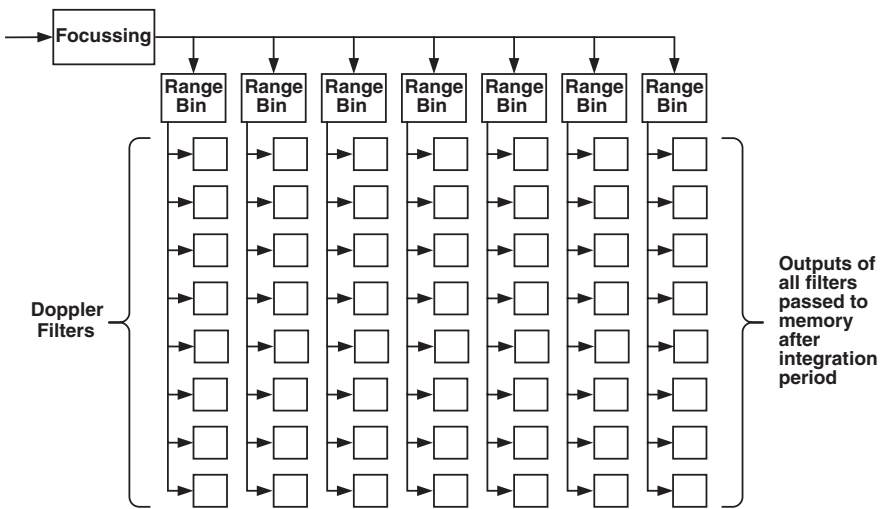 Focussing
Range
Bin
Range
Bin
Range
Bin
Range
Bin
Range
Bin
Range
Bin
Range
Bin
Doppler
Filters
Outputs of
all filters
passed to
memory
after
integration
period